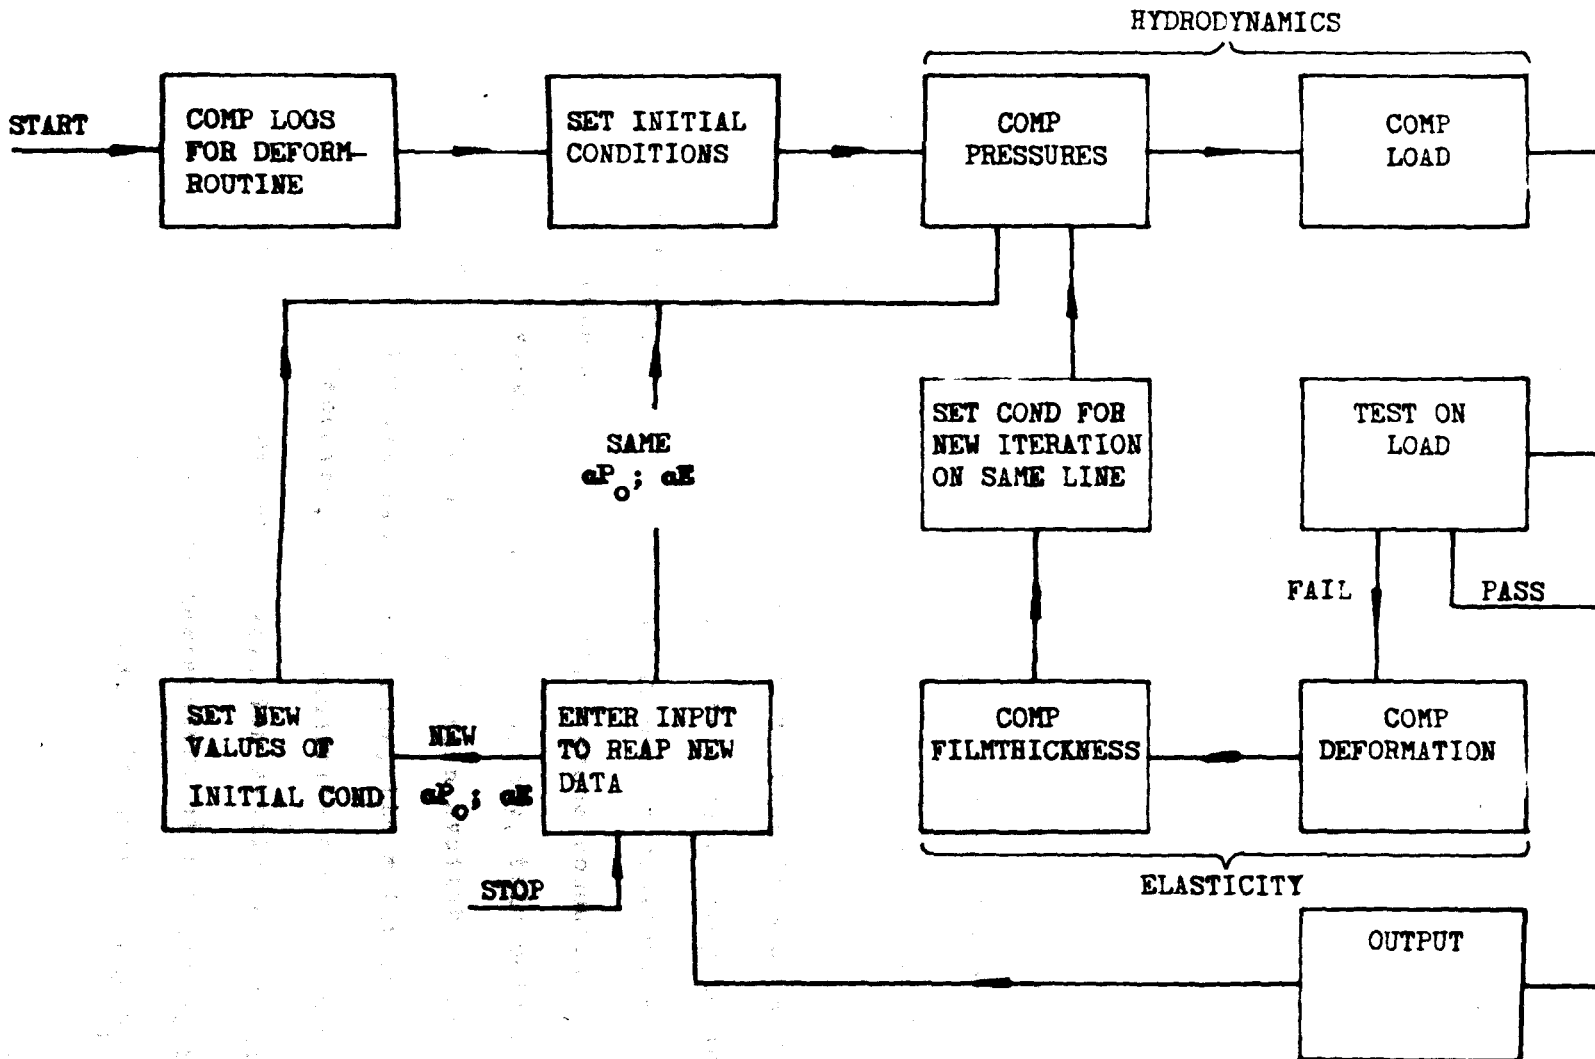 HYDRODYNAMICS
START
COMP LOGS
FOR DEFORM-
ROUTINE
SET INITIAL
CONDITIONS
COMP
PRESSURES
COMP
LOAD
SET COND FOR
NEW ITERATION
ON SAME LINE
TEST ON
LOAD
SAME
αP₀; αE
FAIL
PASS
SET NEW
VALUES OF
INITIAL COND
NEW
αP₀; αE
ENTER INPUT
TO REAP NEW
DATA
COMP
FILMTHICKNESS
COMP
DEFORMATION
STOP
ELASTICITY
OUTPUT